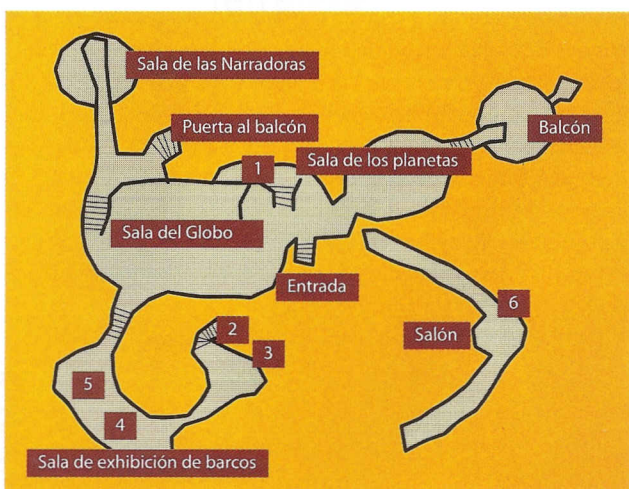 Sala de las Narradoras
Puerta al balcón
Balcón
1
Sala de los planetas
Sala del Globo
Entrada
6
2
Salón
3
5
4
Sala de exhibición de barcos